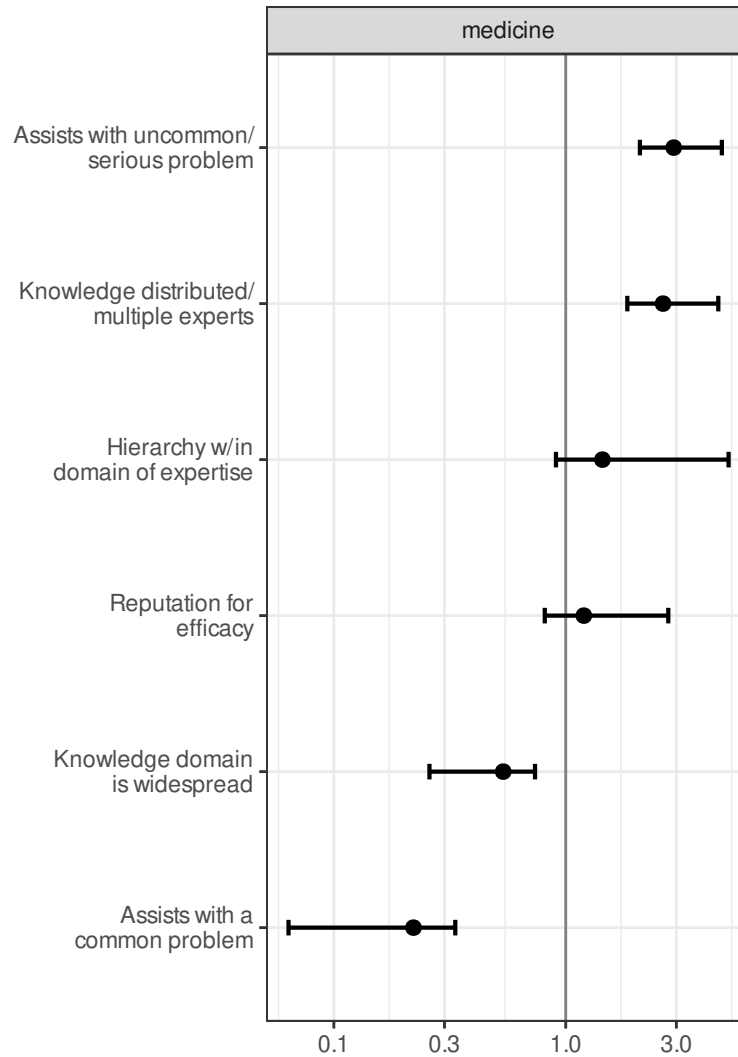 medicine
Assists with uncommon/
serious problem
Knowledge distributed/
multiple experts
Hierarchy w/in
domain of expertise
Reputation for
efficacy
Knowledge domain
is widespread
Assists with a
common problem
0.1 0.3 1.0 3.0